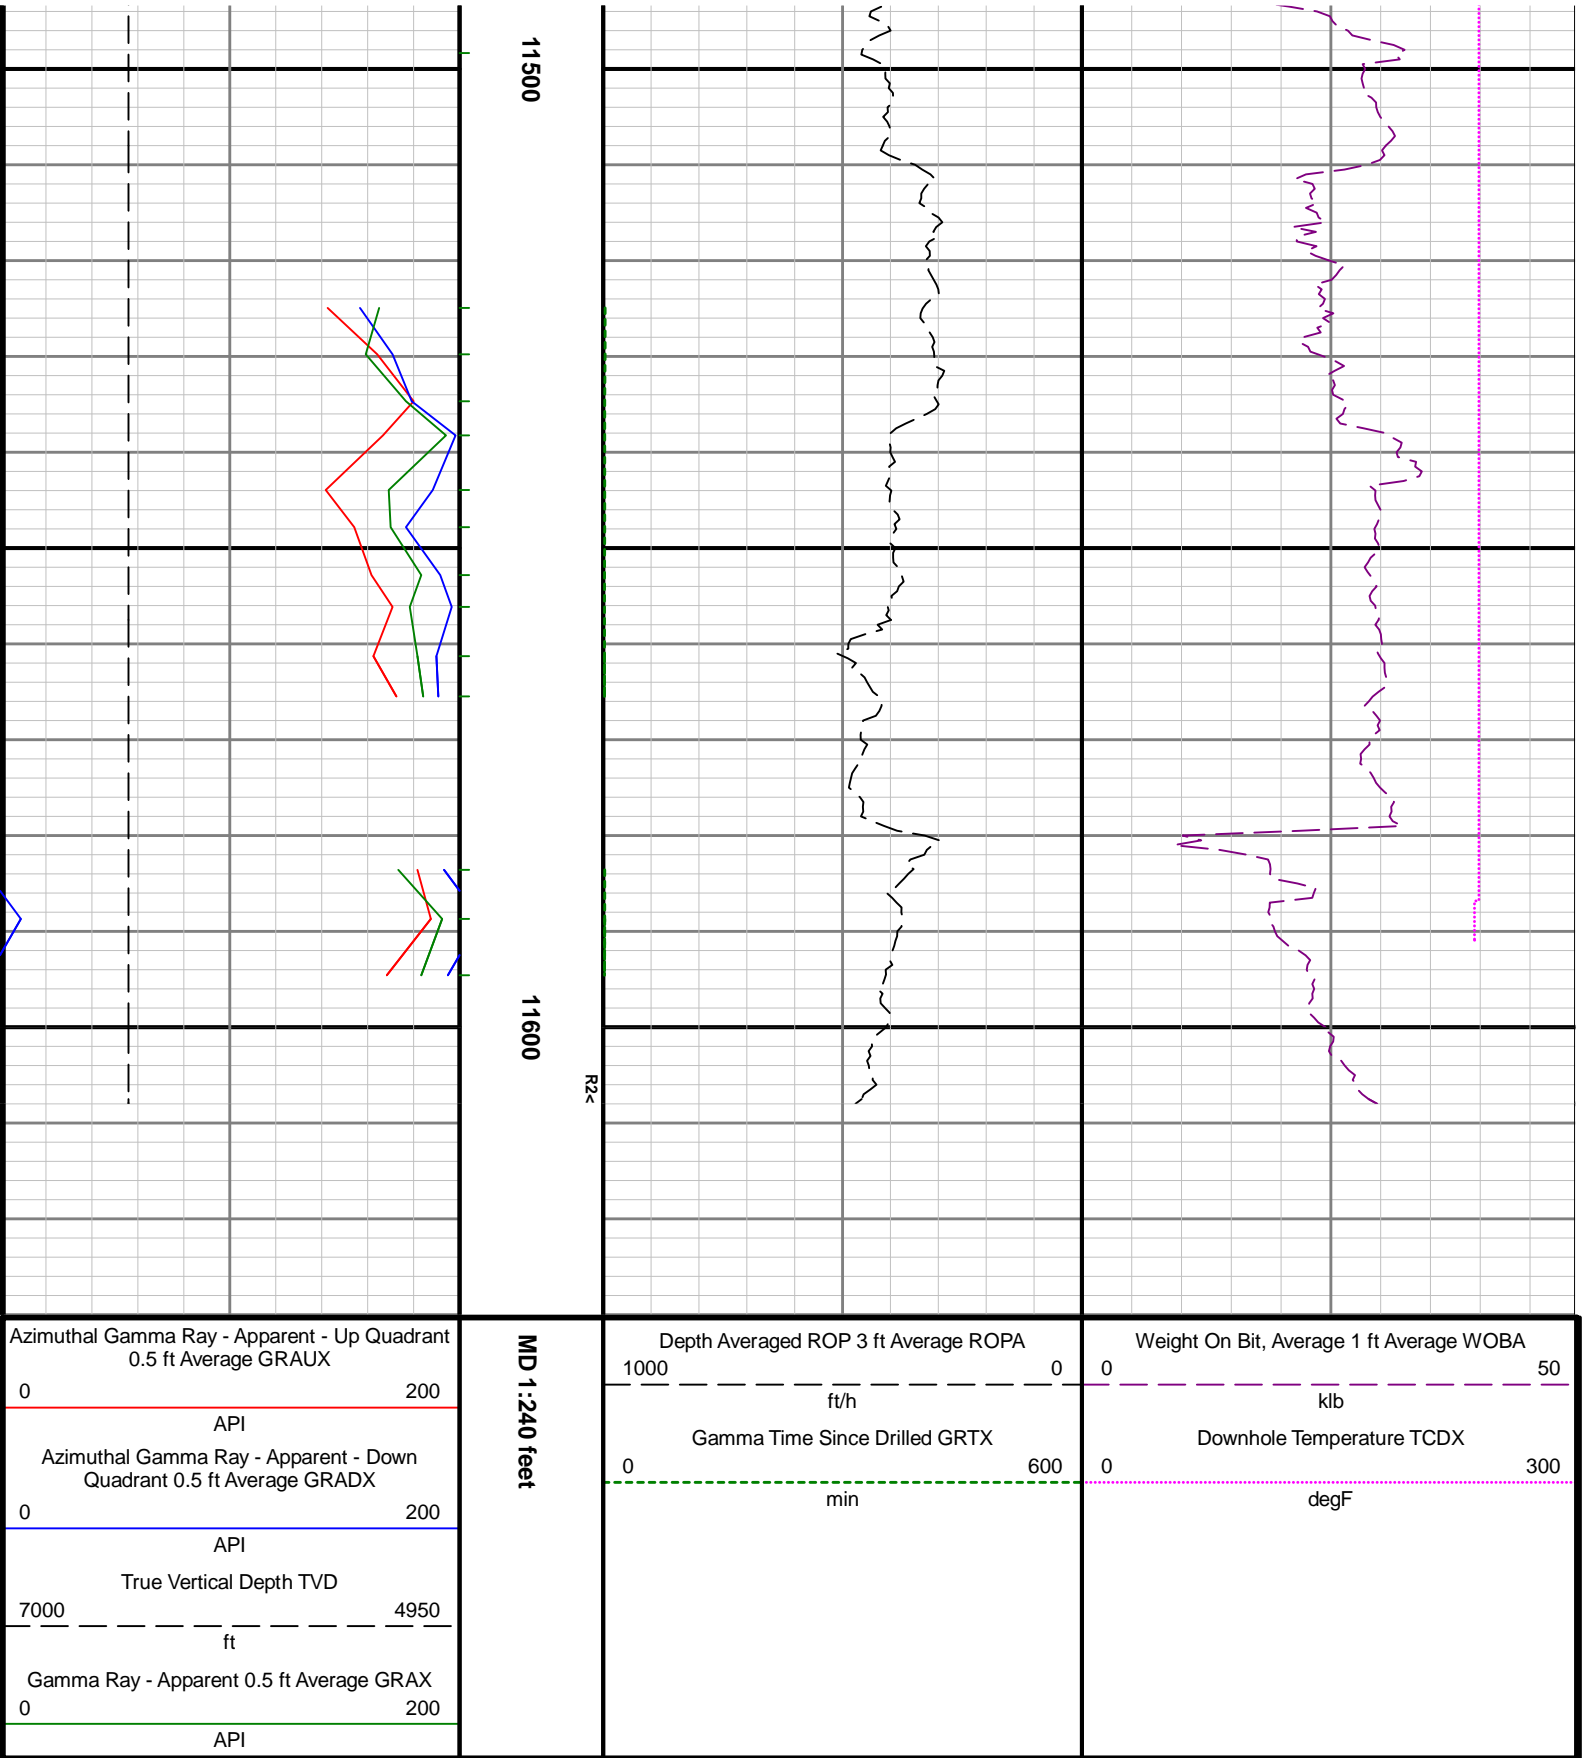 11500
11600
R2<
Azimuthal Gamma Ray - Apparent - Up Quadrant
0.5 ft Average GRAUX
0 200
API
Azimuthal Gamma Ray - Apparent - Down
Quadrant 0.5 ft Average GRADX
0 200
API
True Vertical Depth TVD
7000 4950
ft
Gamma Ray - Apparent 0.5 ft Average GRAX
0 200
API
MD 1:240 feet
Depth Averaged ROP 3 ft Average ROPA
1000 0
ft/h
Gamma Time Since Drilled GRTX
0 600
min
Weight On Bit, Average 1 ft Average WOBA
0 50
klb
Downhole Temperature TCDX
0 300
degF